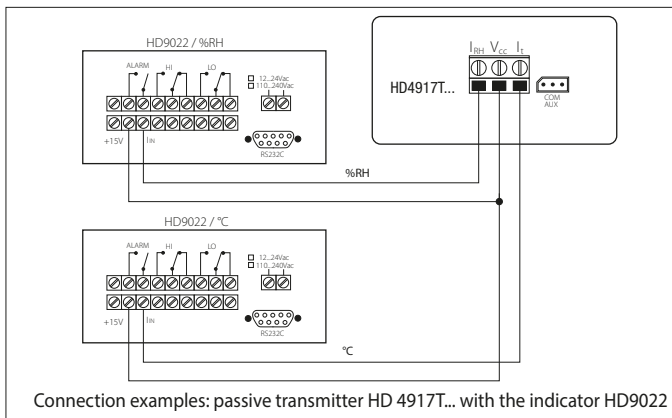 HD9022 / %RH
ALARM HI LO
12...24Vac
110...240Vac
+15V IIN
RS232C
IRH Vcc It
HD4917T...
COM
AUX
%RH
HD9022 / °C
ALARM HI LO
12...24Vac
110...240Vac
+15V IIN
RS232C
°C
Connection examples: passive transmitter HD 4917T... with the indicator HD9022